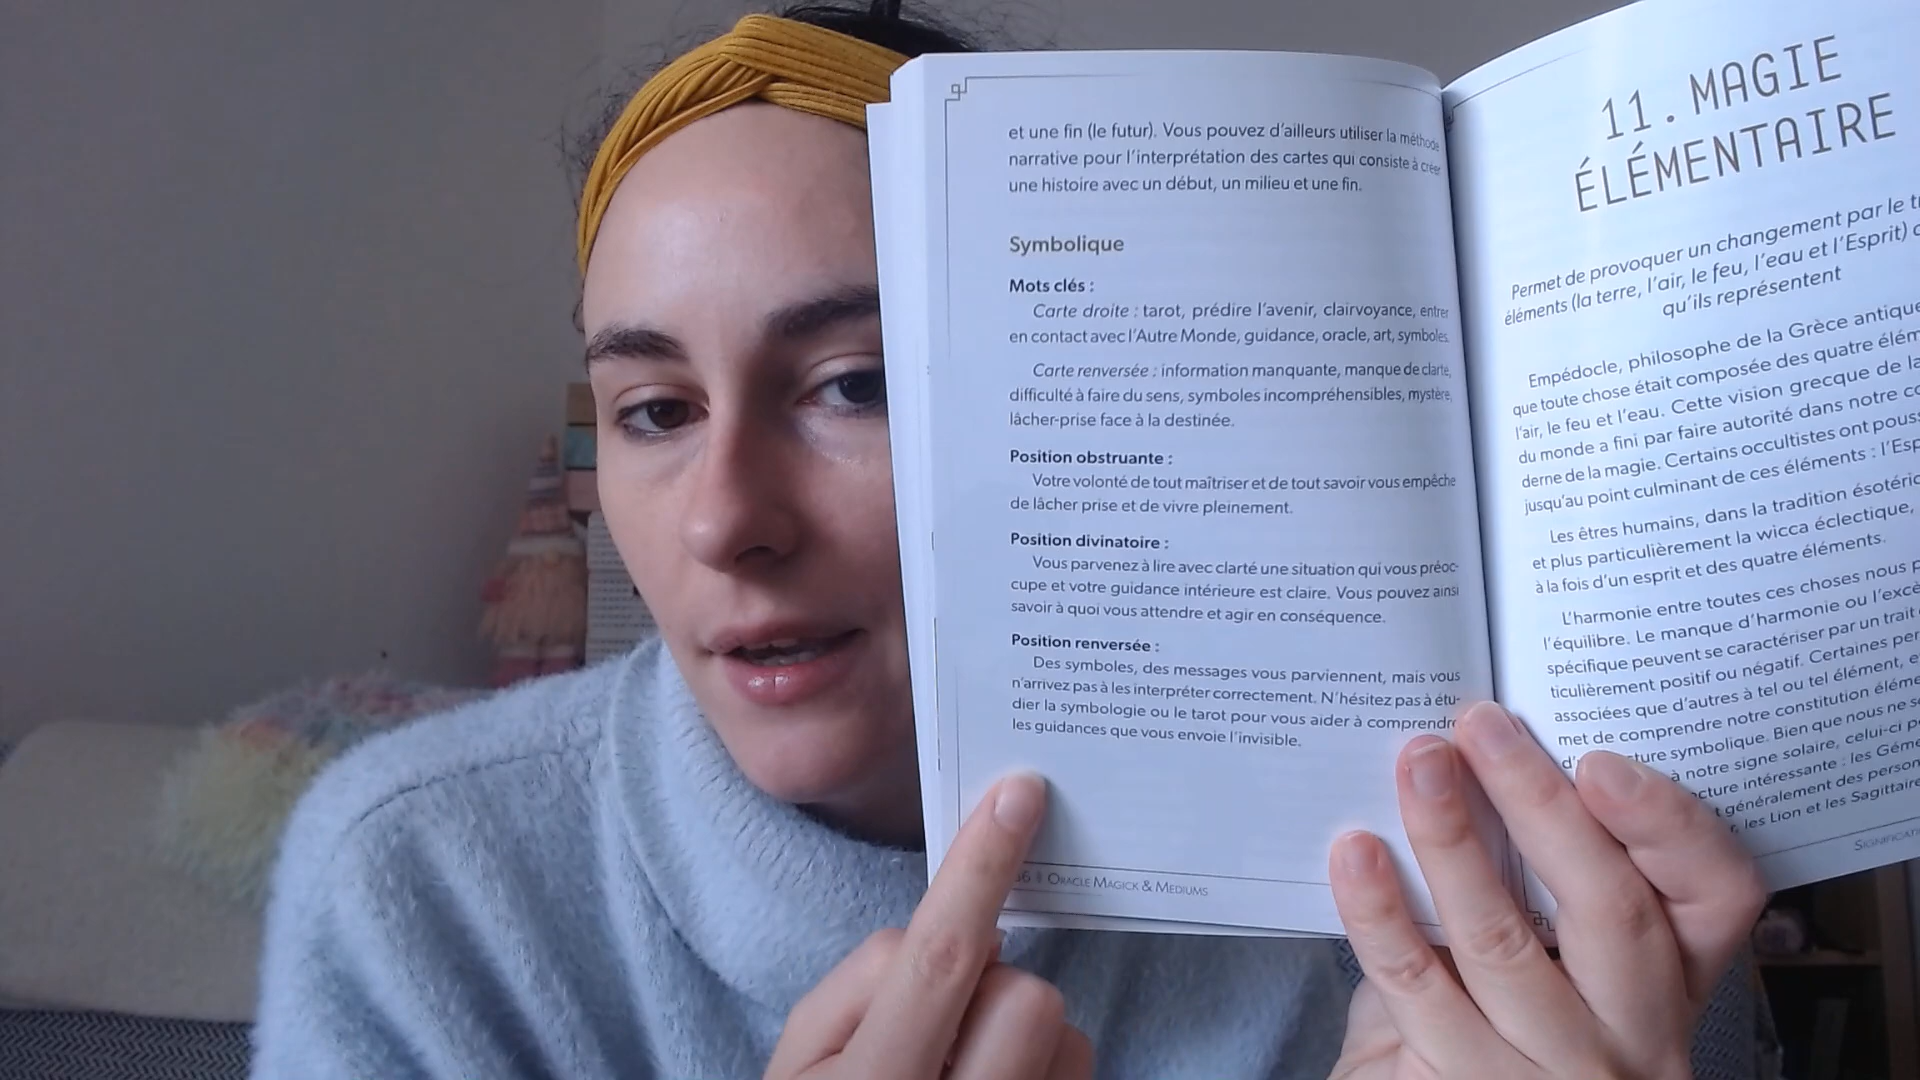 et une fin (le futur). Vous pouvez d'ailleurs utiliser la méthode
narrative pour l'interprétation des cartes qui consiste à créer
une histoire avec un début, un milieu et une fin.
Symbolique
Mots clés :
Carte droite : tarot, prédire l'avenir, clairvoyance, entrer
en contact avec l'Autre Monde, guidance, oracle, art, symboles.
Carte renversée : information manquante, manque de clarté,
difficulté à faire du sens, symboles incompréhensibles, mystère,
lâcher-prise face à la destinée.
Position obstruante :
Votre volonté de tout maîtriser et de tout savoir vous empêche
de lâcher prise et de vivre pleinement.
Position divinatoire :
Vous parvenez à lire avec clarté une situation qui vous préoc-
cupe et votre guidance intérieure est claire. Vous pouvez ainsi
savoir à quoi vous attendre et agir en conséquence.
Position renversée :
Des symboles, des messages vous parviennent, mais vous
n'arrivez pas à les interpréter correctement. N'hésitez pas à étu-
dier la symbologie ou le tarot pour vous aider à comprendre
les guidances que vous envoie l'invisible.
Oracle Magick & Mediums
11. MAGIE
ÉLÉMENTAIRE
Permet de provoquer un changement par le
éléments (la terre, l'air, le feu, l'eau et l'Esprit)
qu'ils représentent
Empédocle, philosophe de la Grèce antique
que toute chose était composée des quatre
l'air, le feu et l'eau. Cette vision grecque de
du monde a fini par faire autorité dans notre
derne de la magie. Certains occultistes ont
jusqu'au point culminant de ces éléments :
Les êtres humains, dans la tradition
et plus particulièrement la wicca éclectique,
à la fois d'un esprit et des quatre éléments.
L'harmonie entre toutes ces choses nous
l'équilibre. Le manque d'harmonie ou
spécifique peuvent se caractériser par un trait
ticulièrement positif ou négatif. Certaines
associées que d'autres à tel ou tel élément,
met de comprendre notre constitution
symbolique. Bien que nous ne
à notre signe solaire, celui-ci
intéressante : les
généralement des
les Lion et les